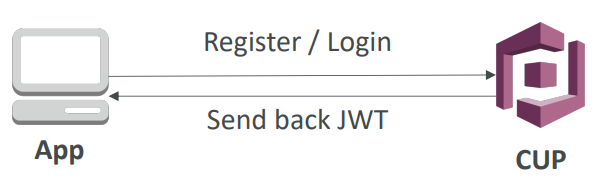 Register / Login
Send back JWT
App
CUP